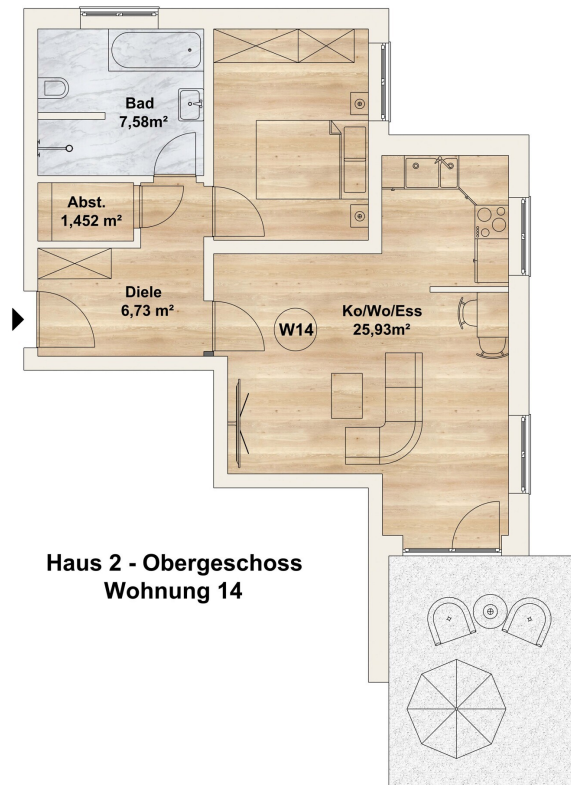 Bad
7,58m²
Abst.
1,452 m²
Diele
6,73 m²
W14
Ko/Wo/Ess
25,93m²
Haus 2 - Obergeschoss
Wohnung 14